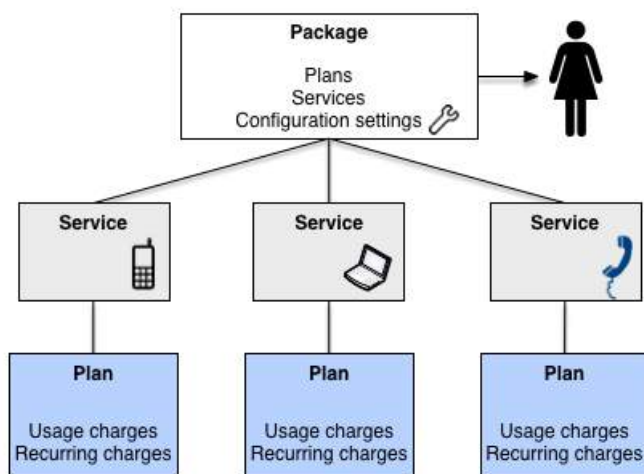 Package
Plans
Services
Configuration settings
Service
Service
Service
Plan
Usage charges
Recurring charges
Plan
Usage charges
Recurring charges
Plan
Usage charges
Recurring charges